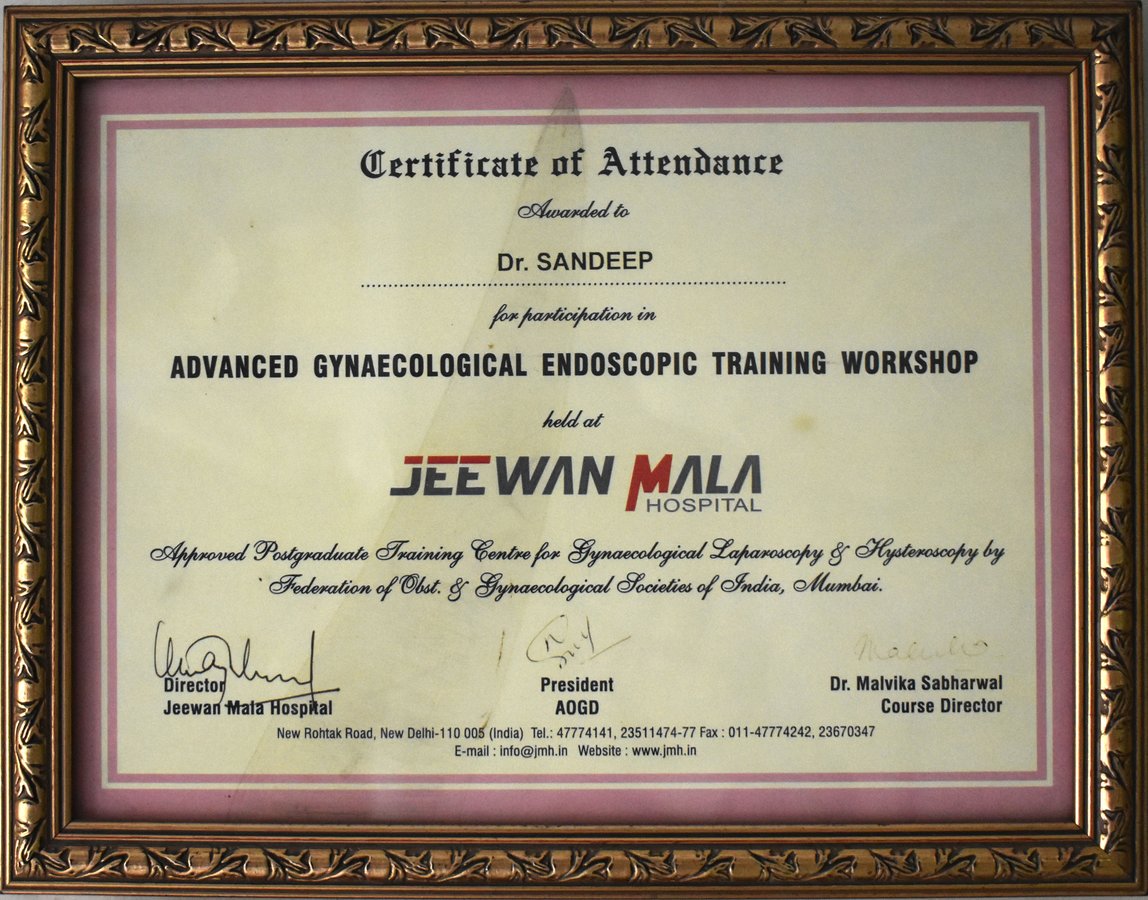 Certificate of Attendance
Awarded to
Dr. SANDEEP
for participation in
ADVANCED GYNAECOLOGICAL ENDOSCOPIC TRAINING WORKSHOP
held at
JEEWAN MALA
HOSPITAL
Approved Postgraduate Training Centre for Gynaecological Laparoscopy & Hysteroscopy by
Federation of Obst. & Gynaecological Societies of India, Mumbai.
Director
Jeewan Mala Hospital
President
AOGD
Dr. Malvika Sabharwal
Course Director
New Rohtak Road, New Delhi-110 005 (India) Tel.: 47774141, 23511474-77 Fax : 011-47774242, 23670347
E-mail : info@jmh.in Website : www.jmh.in